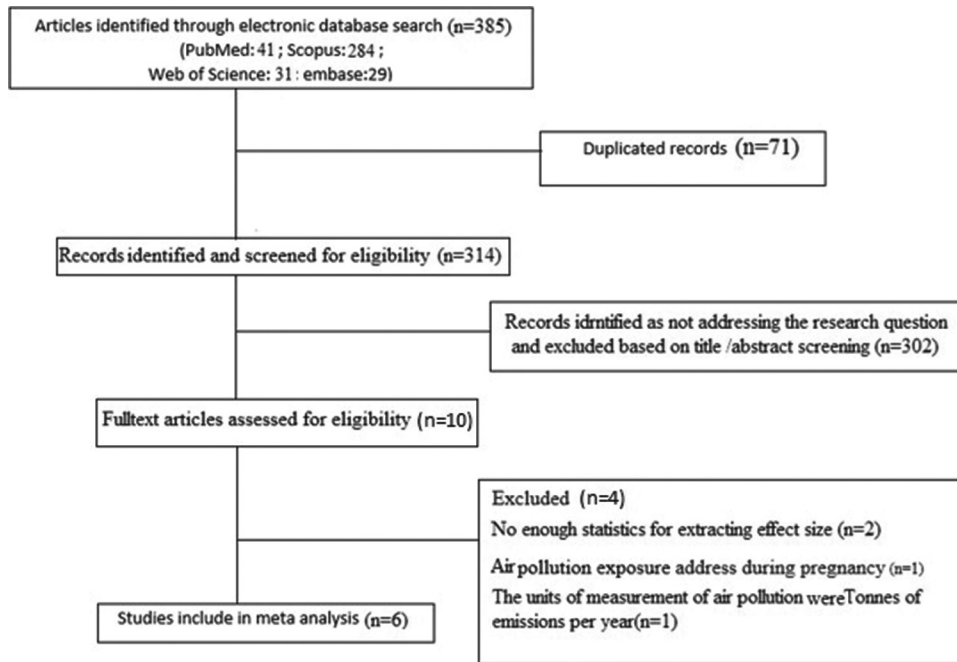 Articles identified through electronic database search (n=385)
(PubMed: 41 ; Scopus: 284 ;
Web of Science: 31 : embase:29)
Duplicated records (n=71)
Records identified and screened for eligibility (n=314)
Records idrntified as not addressing the research question
and excluded based on title /abstract screening (n=302)
Fulltext articles assessed for eligibility (n=10)
Excluded (n=4)
No enough statistics for extracting effect size (n=2)
Air pollution exposure address during pregnancy (n=1)
The units of measurement of air pollution were Tonnes of
emissions per year(n=1)
Studies include in meta analysis (n=6)